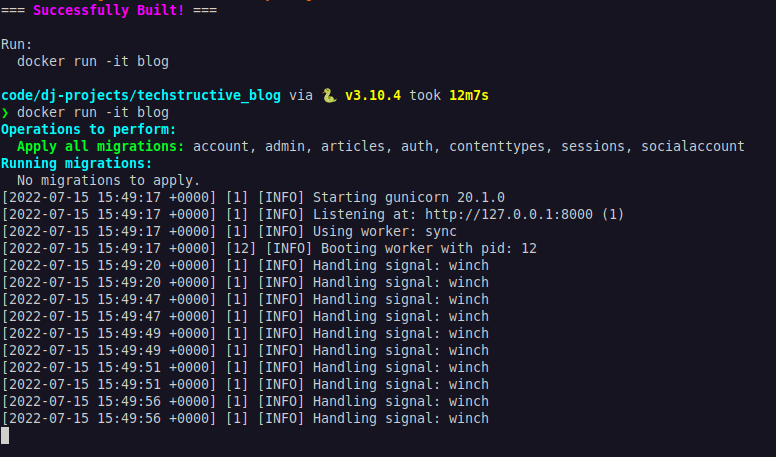 === Successfully Built! ===
Run:
docker run -it blog
code/dj-projects/techstructive_blog via 🐍 v3.10.4 took 12m7s
❯ docker run -it blog
Operations to perform:
Apply all migrations: account, admin, articles, auth, contenttypes, sessions, socialaccount
Running migrations:
No migrations to apply.
[2022-07-15 15:49:17 +0000] [1] [INFO] Starting gunicorn 20.1.0
[2022-07-15 15:49:17 +0000] [1] [INFO] Listening at: http://127.0.0.1:8000 (1)
[2022-07-15 15:49:17 +0000] [1] [INFO] Using worker: sync
[2022-07-15 15:49:17 +0000] [12] [INFO] Booting worker with pid: 12
[2022-07-15 15:49:20 +0000] [1] [INFO] Handling signal: winch
[2022-07-15 15:49:20 +0000] [1] [INFO] Handling signal: winch
[2022-07-15 15:49:47 +0000] [1] [INFO] Handling signal: winch
[2022-07-15 15:49:47 +0000] [1] [INFO] Handling signal: winch
[2022-07-15 15:49:49 +0000] [1] [INFO] Handling signal: winch
[2022-07-15 15:49:49 +0000] [1] [INFO] Handling signal: winch
[2022-07-15 15:49:51 +0000] [1] [INFO] Handling signal: winch
[2022-07-15 15:49:51 +0000] [1] [INFO] Handling signal: winch
[2022-07-15 15:49:56 +0000] [1] [INFO] Handling signal: winch
[2022-07-15 15:49:56 +0000] [1] [INFO] Handling signal: winch